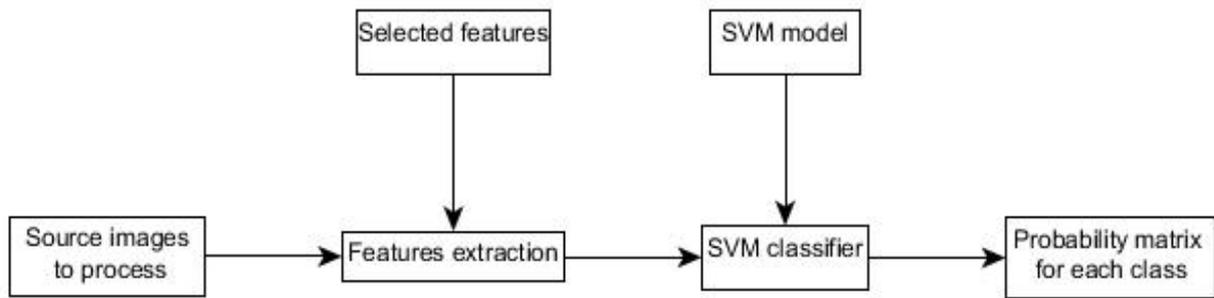 Selected features
SVM model
Source images
to process
Features extraction
SVM classifier
Probability matrix
for each class